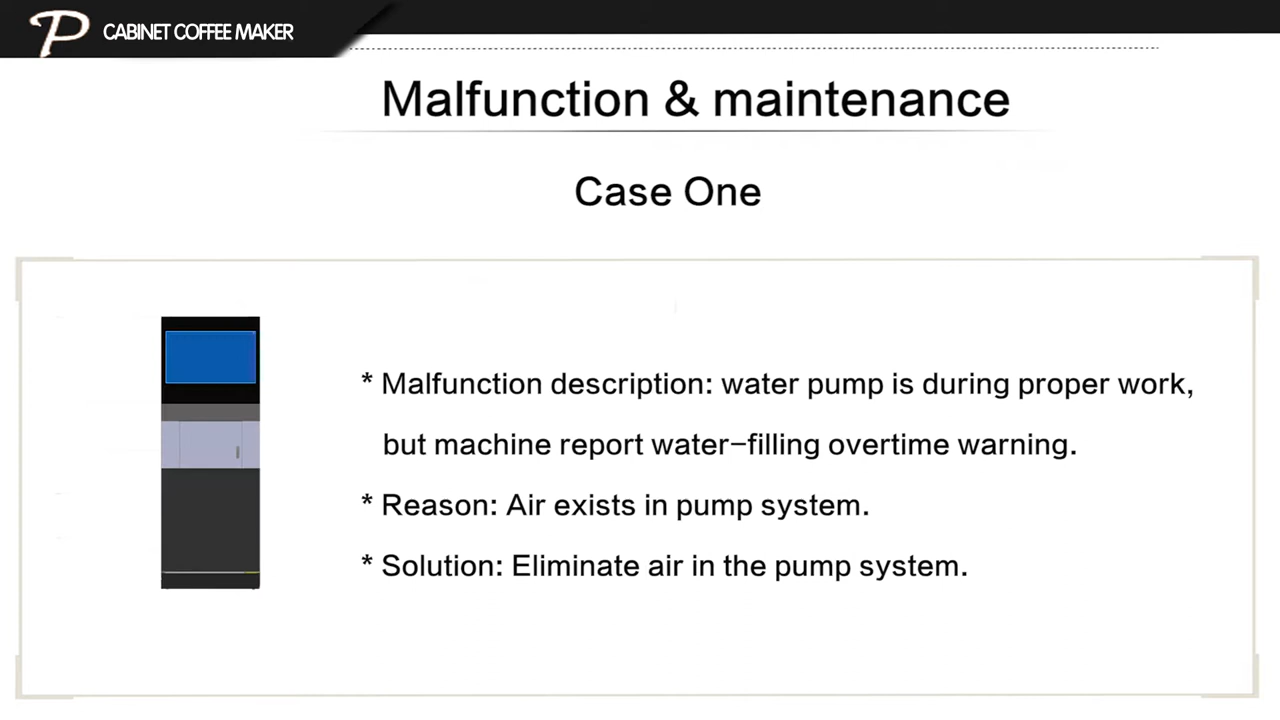 P CABINET COFFEE MAKER
Malfunction & maintenance
Case One
* Malfunction description: water pump is during proper work,
but machine report water-filling overtime warning.
* Reason: Air exists in pump system.
* Solution: Eliminate air in the pump system.